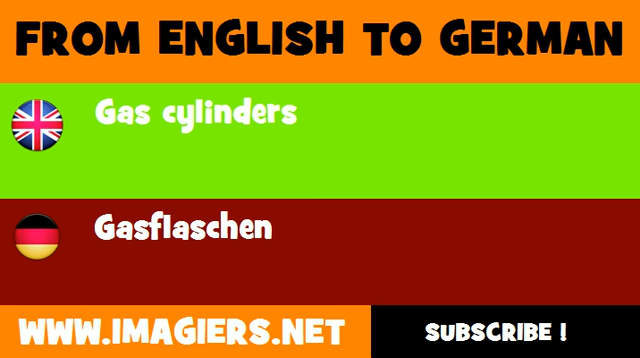 FROM ENGLISH TO GERMAN
Gas cylinders
Gasflaschen
WWW.IMAGIERS.NET
SUBSCRIBE !